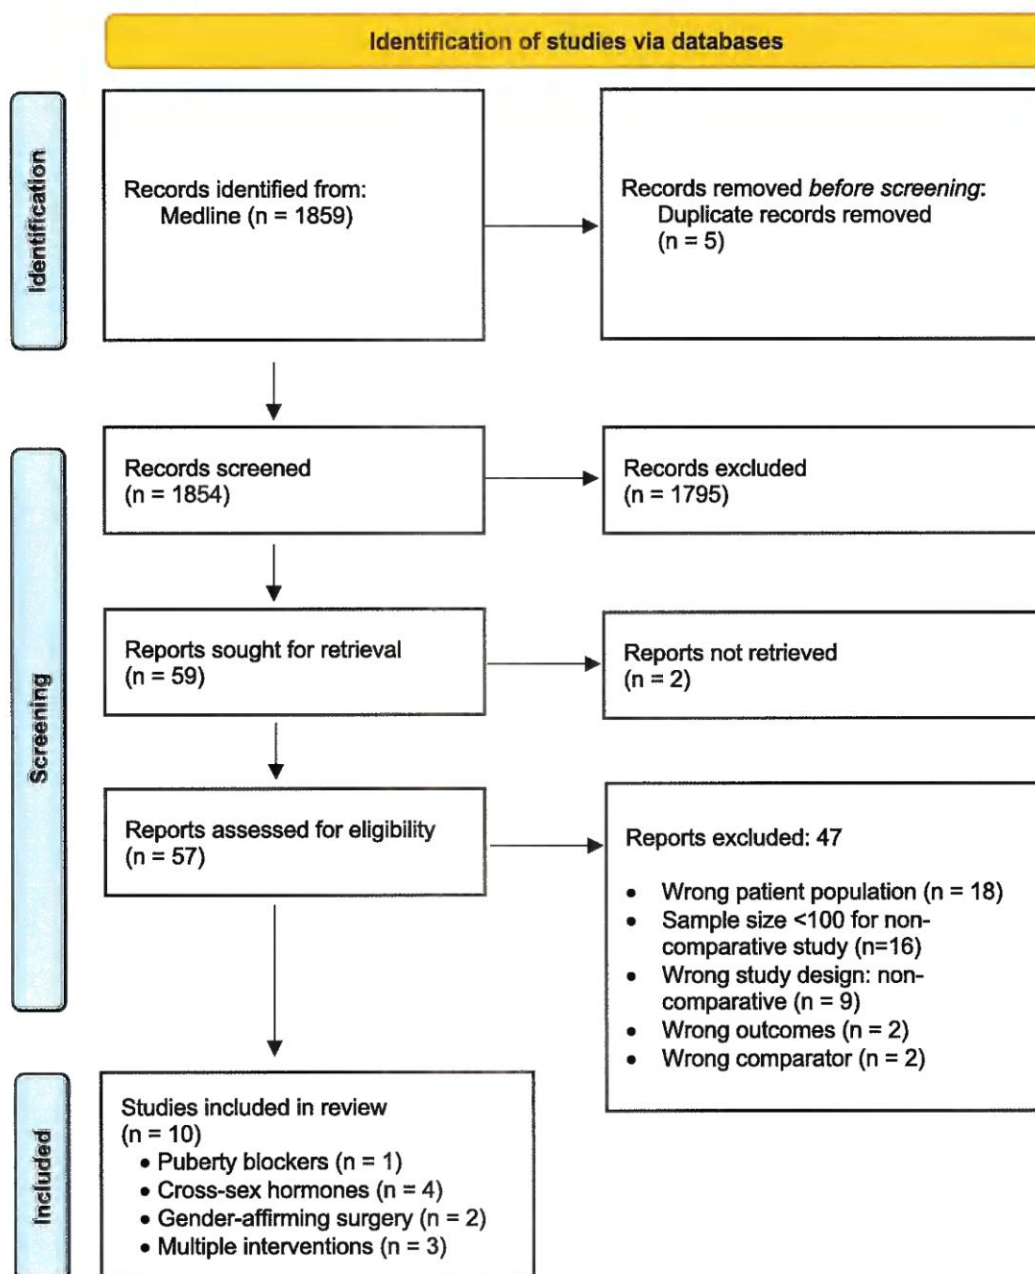 Identification of studies via databases
Identification
Records identified from:
Medline (n = 1859)
Records removed before screening:
Duplicate records removed
(n = 5)
Screening
Records screened
(n = 1854)
Records excluded
(n = 1795)
Reports sought for retrieval
(n = 59)
Reports not retrieved
(n = 2)
Reports assessed for eligibility
(n = 57)
Reports excluded: 47
• Wrong patient population (n = 18)
• Sample size <100 for non-
comparative study (n=16)
• Wrong study design: non-
comparative (n = 9)
• Wrong outcomes (n = 2)
• Wrong comparator (n = 2)
Included
Studies included in review
(n = 10)
• Puberty blockers (n = 1)
• Cross-sex hormones (n = 4)
• Gender-affirming surgery (n = 2)
• Multiple interventions (n = 3)